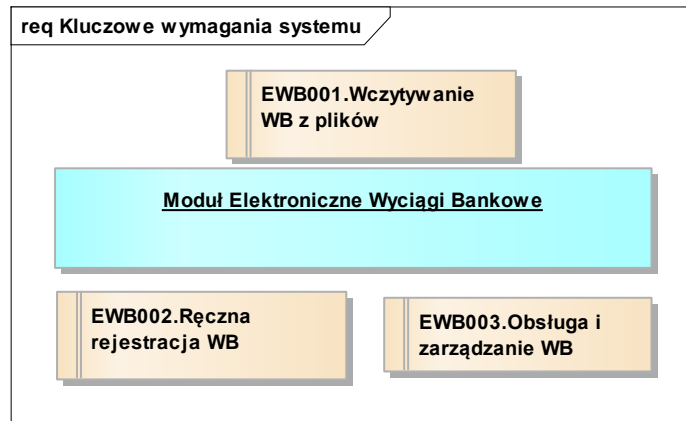 req Kluczowe wymagania systemu
EWB001.Wczytywanie
WB z plików
Moduł Elektroniczne Wyciągi Bankowe
EWB002.Ręczna
rejestracja WB
EWB003.Obsługa i
zarządzanie WB